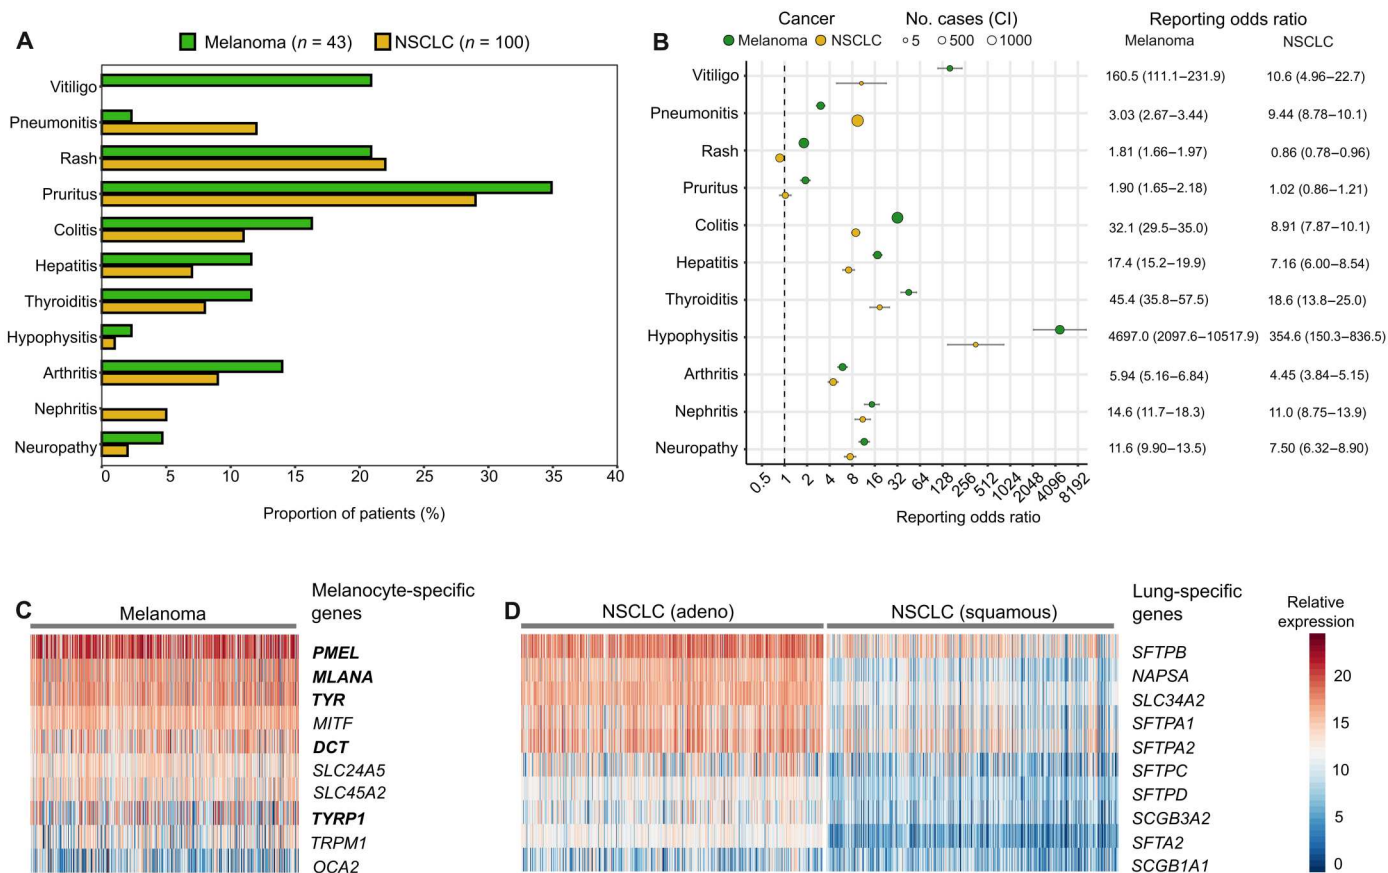 A
Melanoma (n = 43) NSCLC (n = 100)
Vitiligo
Pneumonitis
Rash
Pruritus
Colitis
Hepatitis
Thyroiditis
Hypophysitis
Arthritis
Nephritis
Neuropathy
0 5 10 15 20 25 30 35 40
Proportion of patients (%)
B
Cancer No. cases (CI) Reporting odds ratio
Melanoma NSCLC 5 500 1000 Melanoma NSCLC
Vitiligo 160.5 (111.1–231.9) 10.6 (4.96–22.7)
Pneumonitis 3.03 (2.67–3.44) 9.44 (8.78–10.1)
Rash 1.81 (1.66–1.97) 0.86 (0.78–0.96)
Pruritus 1.90 (1.65–2.18) 1.02 (0.86–1.21)
Colitis 32.1 (29.5–35.0) 8.91 (7.87–10.1)
Hepatitis 17.4 (15.2–19.9) 7.16 (6.00–8.54)
Thyroiditis 45.4 (35.8–57.5) 18.6 (13.8–25.0)
Hypophysitis 4697.0 (2097.6–10517.9) 354.6 (150.3–836.5)
Arthritis 5.94 (5.16–6.84) 4.45 (3.84–5.15)
Nephritis 14.6 (11.7–18.3) 11.0 (8.75–13.9)
Neuropathy 11.6 (9.90–13.5) 7.50 (6.32–8.90)
0.5 1 2 4 8 16 32 64 128 256 512 1024 2048 4096 8192
Reporting odds ratio
C
Melanoma
Melanocyte-specific
genes
PMEL
MLANA
TYR
MITF
DCT
SLC24A5
SLC45A2
TYRP1
TRPM1
OCA2
D
NSCLC (adeno) NSCLC (squamous)
Lung-specific
genes
SFTPB
NAPSA
SLC34A2
SFTPA1
SFTPA2
SFTPC
SFTPD
SCGB3A2
SFTA2
SCGB1A1
Relative
expression
20
15
10
5
0